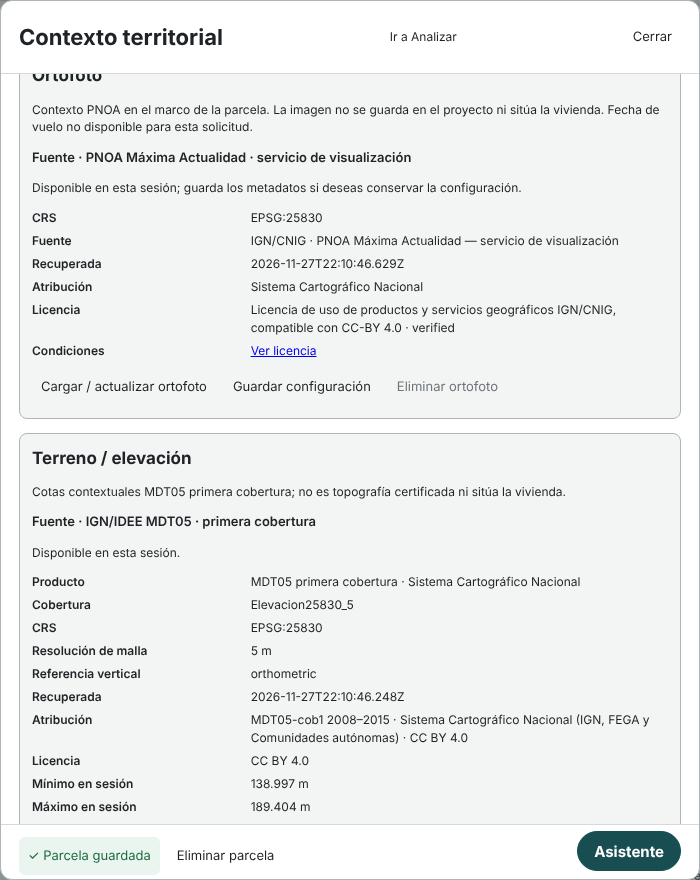 Contexto territorial
Ir a Analizar
Cerrar
Ortofoto
Contexto PNOA en el marco de la parcela. La imagen no se guarda en el proyecto ni sitúa la vivienda. Fecha de
vuelo no disponible para esta solicitud.
Fuente · PNOA Máxima Actualidad · servicio de visualización
Disponible en esta sesión; guarda los metadatos si deseas conservar la configuración.
CRS EPSG:25830
Fuente IGN/CNIG · PNOA Máxima Actualidad — servicio de visualización
Recuperada 2026-11-27T22:10:46.629Z
Atribución Sistema Cartográfico Nacional
Licencia Licencia de uso de productos y servicios geográficos IGN/CNIG,
compatible con CC-BY 4.0 · verified
Condiciones Ver licencia
Cargar / actualizar ortofoto Guardar configuración Eliminar ortofoto
Terreno / elevación
Cotas contextuales MDT05 primera cobertura; no es topografía certificada ni sitúa la vivienda.
Fuente · IGN/IDEE MDT05 · primera cobertura
Disponible en esta sesión.
Producto MDT05 primera cobertura · Sistema Cartográfico Nacional
Cobertura Elevacion25830_5
CRS EPSG:25830
Resolución de malla 5 m
Referencia vertical orthometric
Recuperada 2026-11-27T22:10:46.248Z
Atribución MDT05-cob1 2008–2015 · Sistema Cartográfico Nacional (IGN, FEGA y
Comunidades autónomas) · CC BY 4.0
Licencia CC BY 4.0
Mínimo en sesión 138.997 m
Máximo en sesión 189.404 m
✓ Parcela guardada Eliminar parcela
Asistente